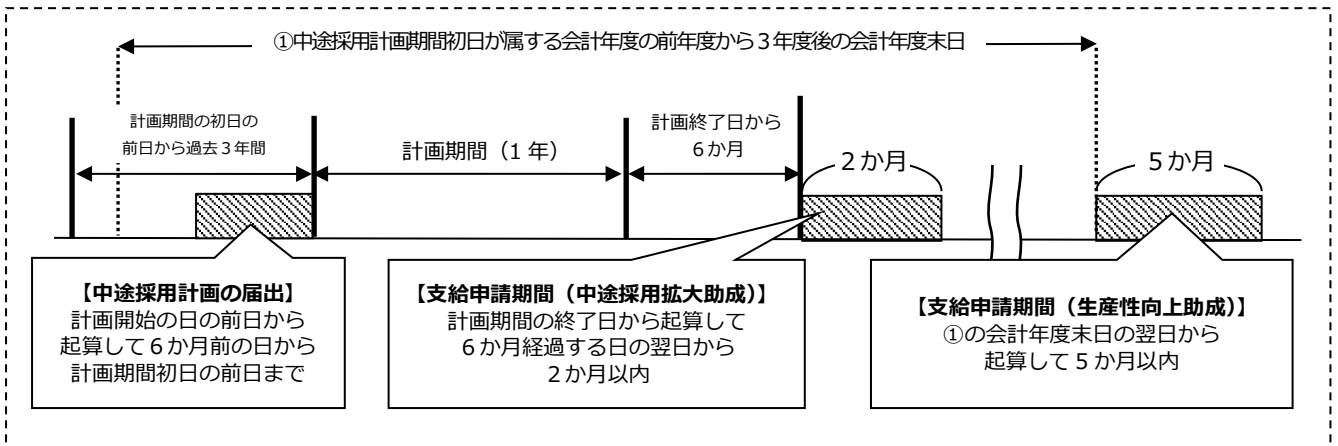 ①中途採用計画期間初日が属する会計年度の前年度から３年度後の会計年度末日
計画期間の初日の
前日から過去３年間
計画期間（1 年）
計画終了日から
６か月
２か月
５か月
【中途採用計画の届出】
計画開始の日の前日から
起算して６か月前の日から
計画期間初日の前日まで
【支給申請期間（中途採用拡大助成）】
計画期間の終了日から起算して
６か月経過する日の翌日から
２か月以内
【支給申請期間（生産性向上助成）】
①の会計年度末日の翌日から
起算して５か月以内